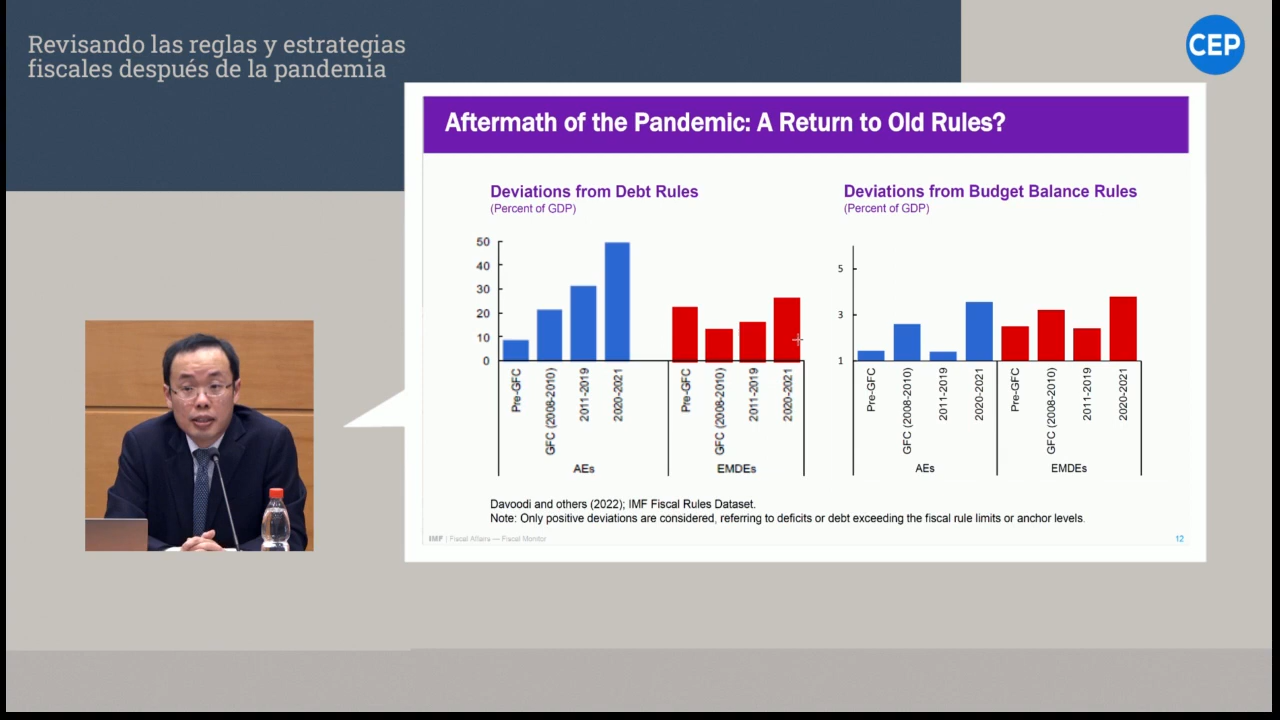 Revisando las reglas y estrategias
fiscales después de la pandemia
CEP
Aftermath of the Pandemic: A Return to Old Rules?
Deviations from Debt Rules
(Percent of GDP)
50
40
30
20
10
0
Pre-GFC
GFC (2008-2010)
2011-2019
2020-2021
Pre-GFC
GFC (2008-2010)
2011-2019
2020-2021
AEs
EMDEs
Deviations from Budget Balance Rules
(Percent of GDP)
5
3
1
Pre-GFC
GFC (2008-2010)
2011-2019
2020-2021
Pre-GFC
GFC (2008-2010)
2011-2019
2020-2021
AEs
EMDEs
Davoodi and others (2022); IMF Fiscal Rules Dataset.
Note: Only positive deviations are considered, referring to deficits or debt exceeding the fiscal rule limits or anchor levels.
IMF | Fiscal Affairs — Fiscal Monitor
12